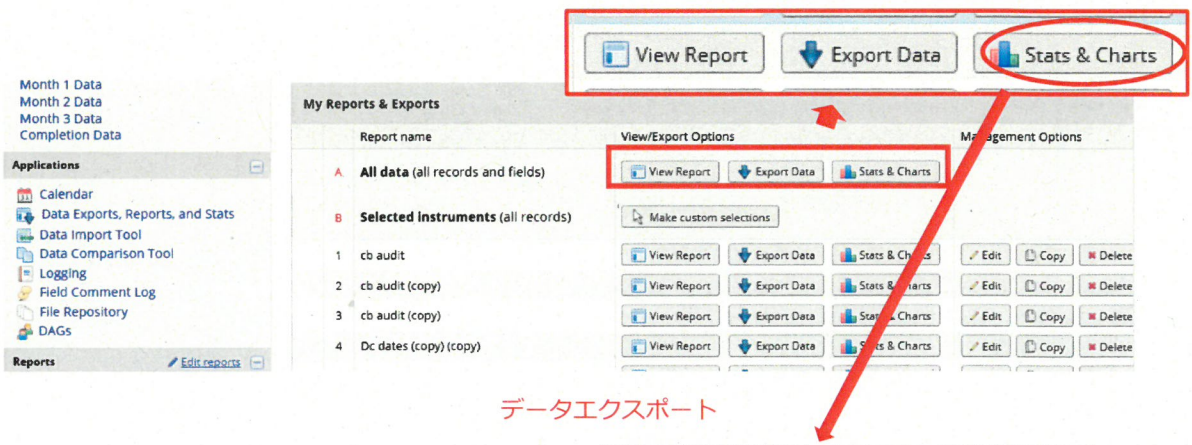 View Report Export Data Stats & Charts
Month 1 Data
Month 2 Data
Month 3 Data
Completion Data
Applications
Calendar
Data Exports, Reports, and Stats
Data Import Tool
Data Comparison Tool
Logging
Field Comment Log
File Repository
DAGs
Reports Edit reports
My Reports & Exports
Report name View/Export Options Management Options
A All data (all records and fields) View Report Export Data Stats & Charts
B Selected instruments (all records) Make custom selections
1 cb audit View Report Export Data Stats & Charts Edit Copy Delete
2 cb audit (copy) View Report Export Data Stats & Charts Edit Copy Delete
3 cb audit (copy) View Report Export Data Stats & Charts Edit Copy Delete
4 Dc dates (copy) (copy) View Report Export Data Stats & Charts Edit Copy Delete
データエクスポート